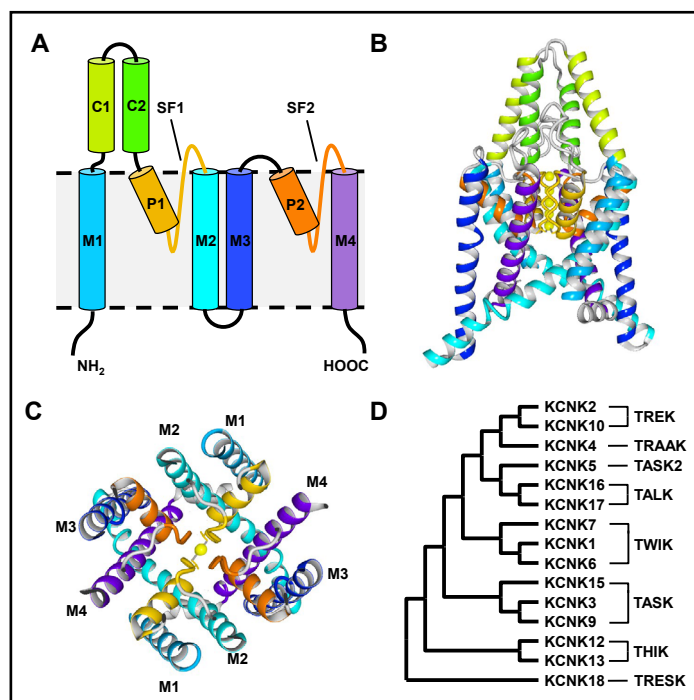 A
C1
C2
SF1
SF2
P1
P2
M1
M2
M3
M4
NH2
HOOC
B
C
M2
M1
M4
M3
M3
M4
M2
M1
D
KCNK2
KCNK10
TREK
KCNK4
TRAAK
KCNK5
TASK2
KCNK16
KCNK17
TALK
KCNK7
KCNK1
KCNK6
TWIK
KCNK15
KCNK3
KCNK9
TASK
KCNK12
KCNK13
THIK
KCNK18
TRESK